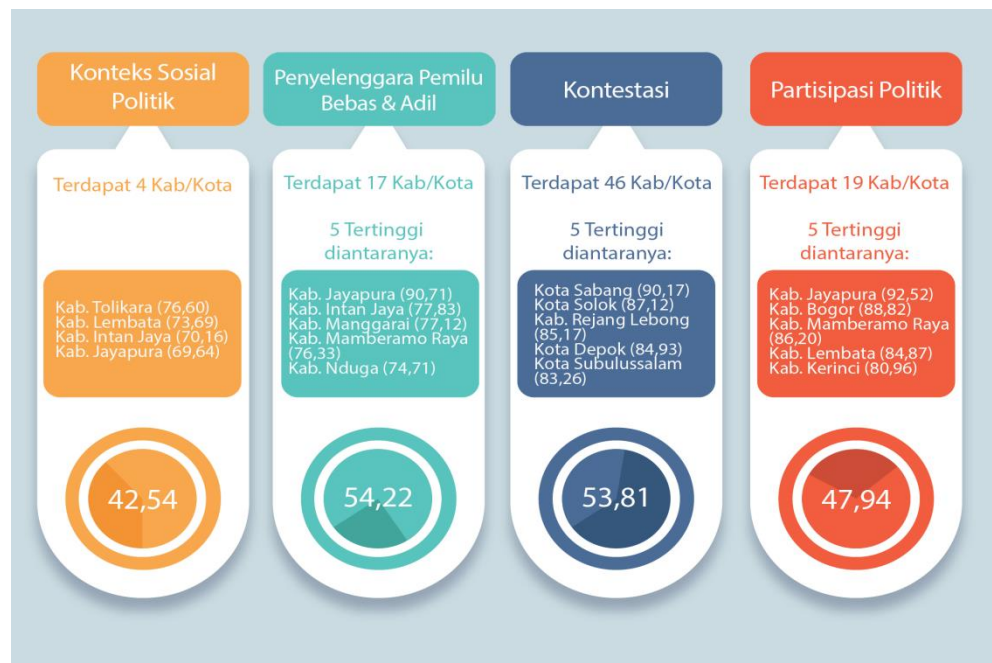 Konteks Sosial
Politik
Terdapat 4 Kab/Kota
Kab. Tolikara (76,60)
Kab. Lembata (73,69)
Kab. Intan Jaya (70,16)
Kab. Jayapura (69,64)
42,54
Penyelenggara Pemilu
Bebas & Adil
Terdapat 17 Kab/Kota
5 Tertinggi
diantaranya:
Kab. Jayapura (90,71)
Kab. Intan Jaya (77,83)
Kab. Manggarai (77,12)
Kab. Mamberamo Raya
(76,33)
Kab. Nduga (74,71)
54,22
Kontestasi
Terdapat 46 Kab/Kota
5 Tertinggi
diantaranya:
Kota Sabang (90,17)
Kota Solok (87,12)
Kab. Rejang Lebong
(85,17)
Kota Depok (84,93)
Kota Subulussalam
(83,26)
53,81
Partisipasi Politik
Terdapat 19 Kab/Kota
5 Tertinggi
diantaranya:
Kab. Jayapura (92,52)
Kab. Bogor (88,82)
Kab. Mamberamo Raya
(86,20)
Kab. Lembata (84,87)
Kab. Kerinci (80,96)
47,94